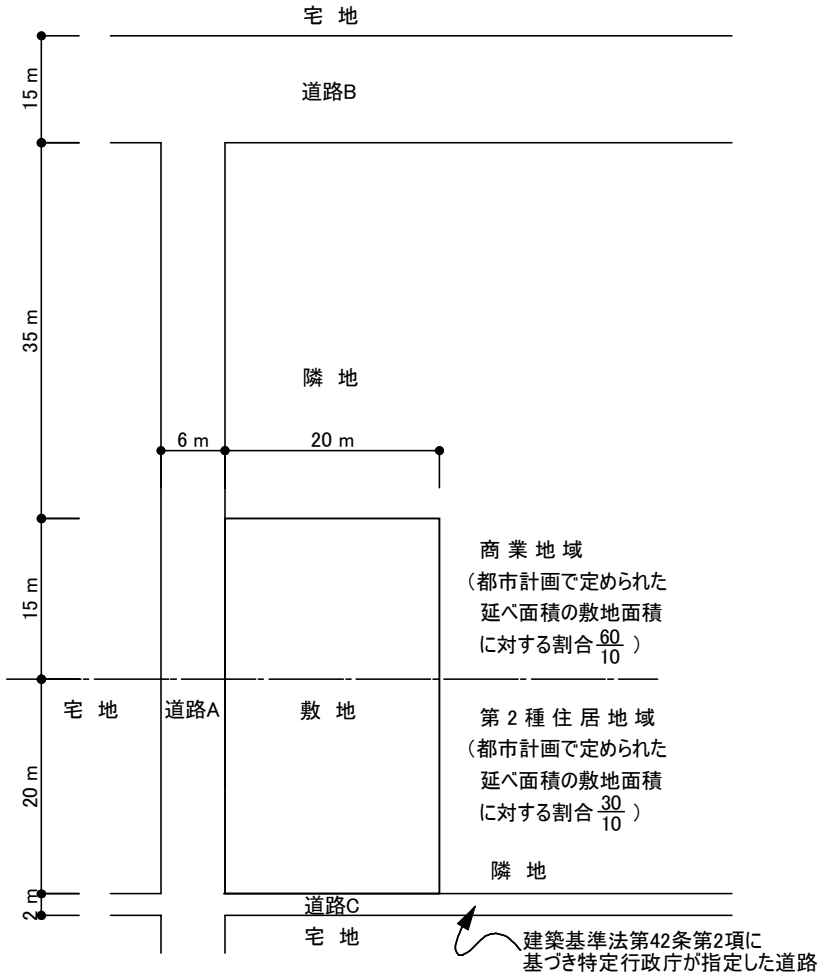 宅 地
15 m
道路B
35 m
隣 地
6 m
20 m
15 m
商 業 地 域
（都市計画で定められた
延べ面積の敷地面積
に対する割合 60/10 ）
宅 地
道路A
敷 地
第 2 種 住 居 地 域
（都市計画で定められた
延べ面積の敷地面積
に対する割合 30/10 ）
20 m
隣 地
2 m
道路C
宅 地
建築基準法第42条第2項に
基づき特定行政庁が指定した道路